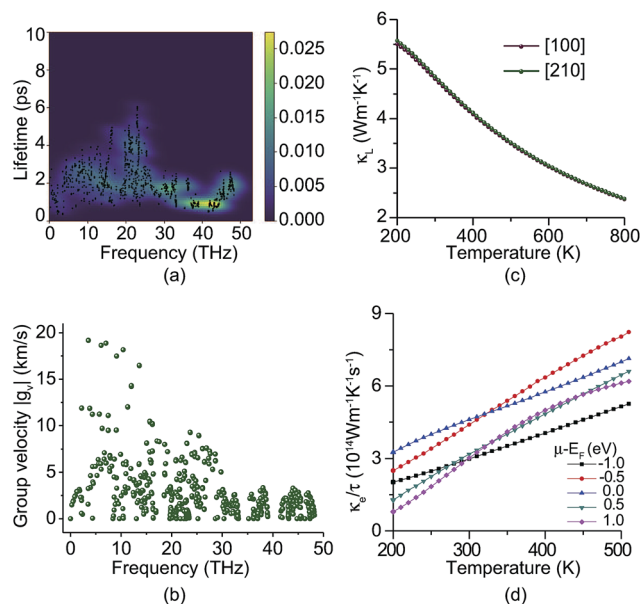 10
8
6
4
2
0
Lifetime (ps)
0 10 20 30 40 50
Frequency (THz)
0.025
0.020
0.015
0.010
0.005
0.000
(a)
6
5
4
3
2
κL (Wm⁻¹K⁻¹)
[100]
[210]
200 400 600 800
Temperature (K)
(c)
20
15
10
5
0
Group velocity |gᵥ| (km/s)
0 10 20 30 40 50
Frequency (THz)
(b)
9
6
3
0
κe/τ (10¹⁴Wm⁻¹K⁻¹s⁻¹)
μ-EF (eV)
-1.0
-0.5
0.0
0.5
1.0
200 300 400 500
Temperature (K)
(d)